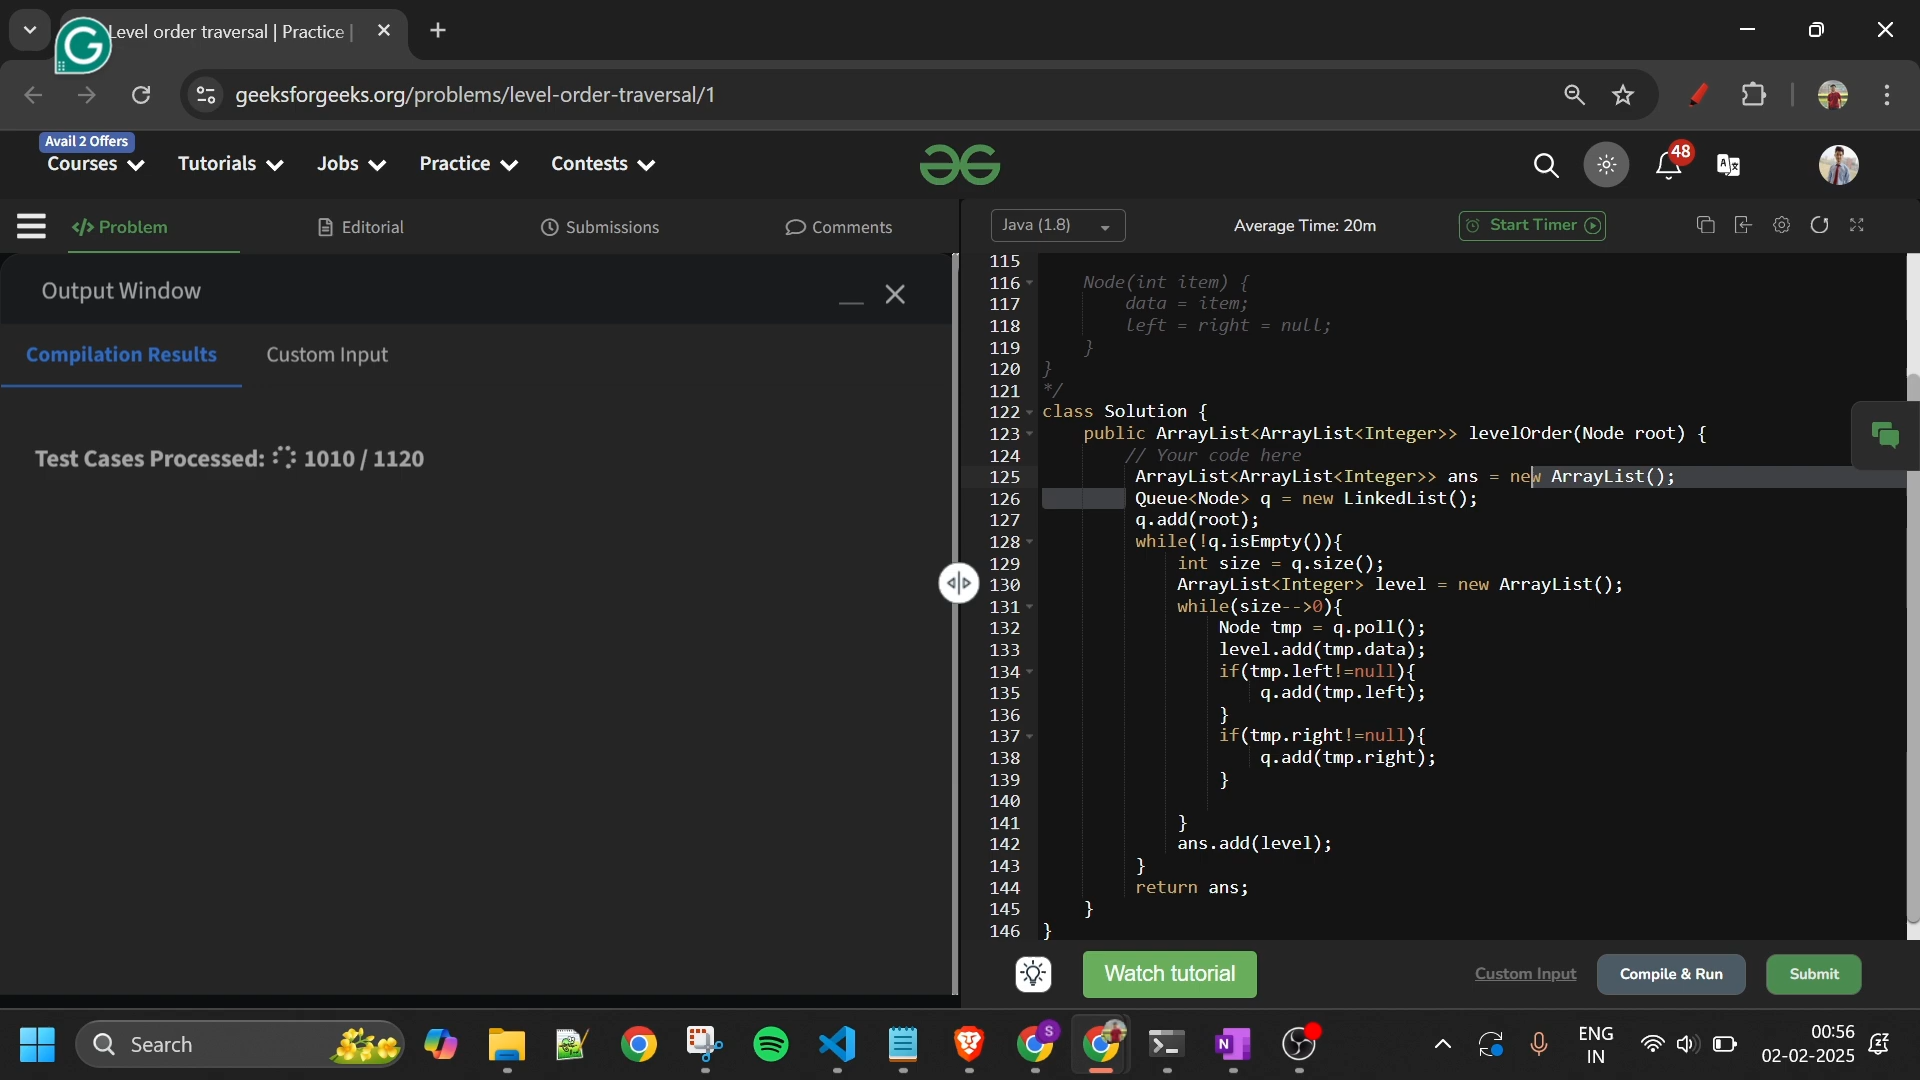 Level order traversal | Practice |
geeksforgeeks.org/problems/level-order-traversal/1
Avail 2 Offers
Courses
Tutorials
Jobs
Practice
Contests
48
Problem
Editorial
Submissions
Comments
Java (1.8)
Average Time: 20m
Start Timer
Output Window
Compilation Results
Custom Input
Test Cases Processed: 1010 / 1120
115
116 Node(int item) {
117 data = item;
118 left = right = null;
119 }
120 }
121 */
122 class Solution {
123 public ArrayList<ArrayList<Integer>> levelOrder(Node root) {
124 // Your code here
125 ArrayList<ArrayList<Integer>> ans = new ArrayList();
126 Queue<Node> q = new LinkedList();
127 q.add(root);
128 while(!q.isEmpty()){
129 int size = q.size();
130 ArrayList<Integer> level = new ArrayList();
131 while(size-->0){
132 Node tmp = q.poll();
133 level.add(tmp.data);
134 if(tmp.left!=null){
135 q.add(tmp.left);
136 }
137 if(tmp.right!=null){
138 q.add(tmp.right);
139 }
140
141 }
142 ans.add(level);
143 }
144 return ans;
145 }
146 }
Watch tutorial
Custom Input
Compile & Run
Submit
Search
ENG
IN
00:56
02-02-2025